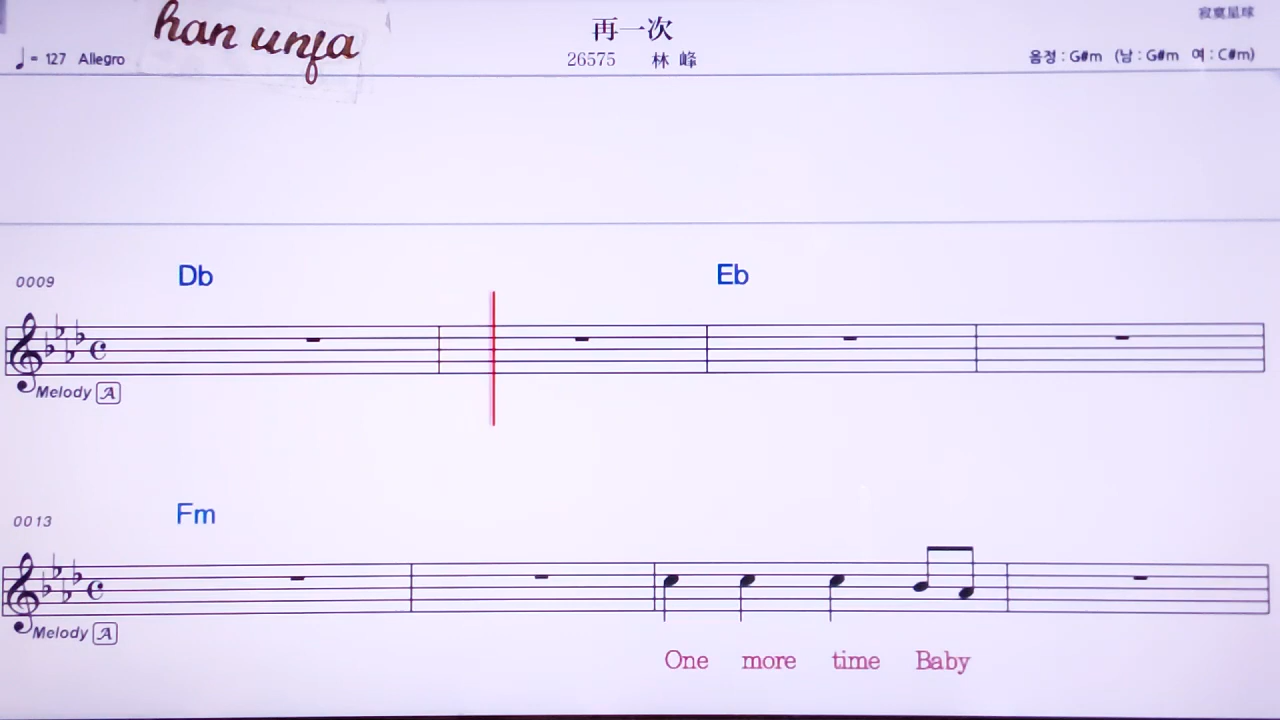 han unfa
再一次
寂寞星球
♩= 127 Allegro
26575 林 峰
음정 : G#m (남 : G#m 여 : C#m)
0009
Db Eb
Melody A
0013
Fm
Melody A
One more time Baby